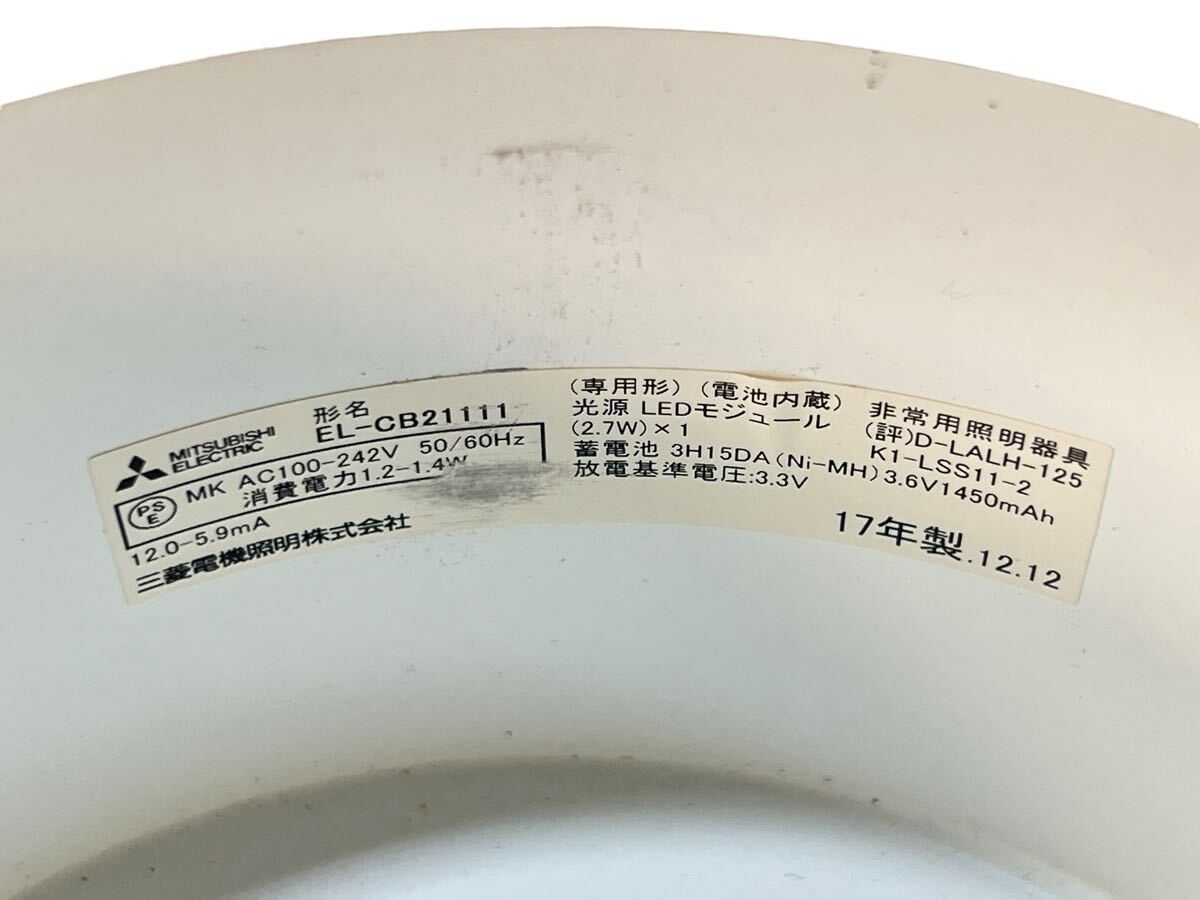 MITSUBISHI
ELECTRIC
形名
EL-CB21111
PS
E
MK AC100-242V 50/60Hz
消費電力1.2-1.4W
12.0-5.9mA
三菱電機照明株式会社
(専用形) (電池内蔵) 非常用照明器具
光源 LEDモジュール (評)D-LALH-125
(2.7W)×1 K1-LSS11-2
蓄電池 3H15DA(Ni-MH)3.6V1450mAh
放電基準電圧:3.3V
17年製.12.12